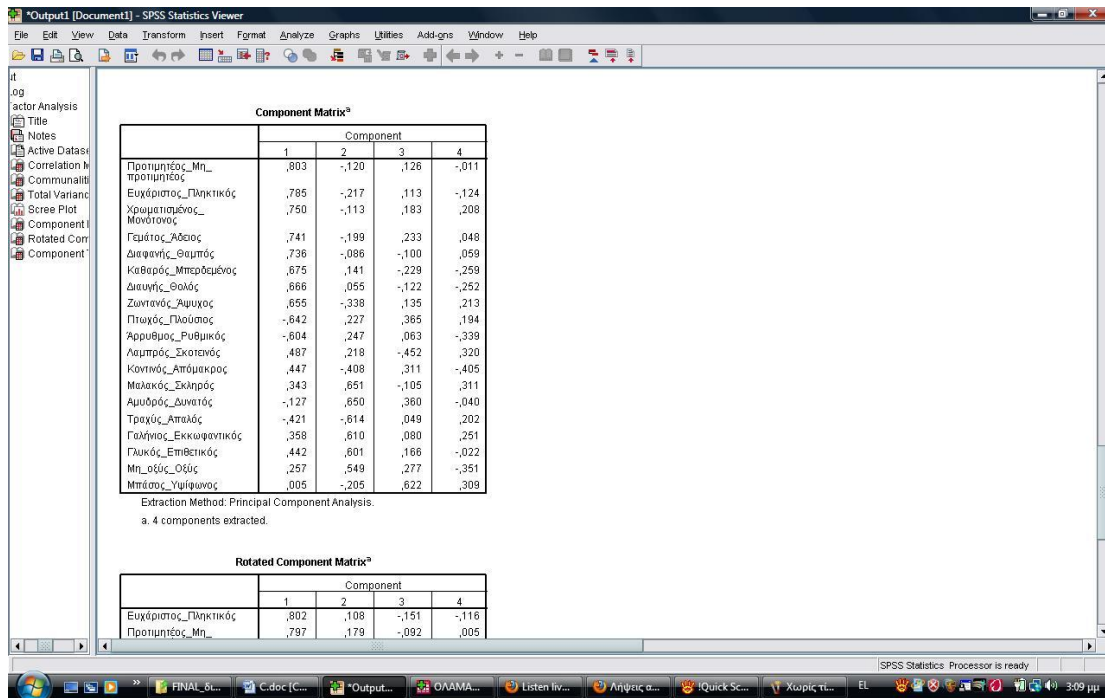 *Output1 [Document1] - SPSS Statistics Viewer
File Edit View Data Transform Insert Format Analyze Graphs Utilities Add-ons Window Help
actor Analysis
Title
Notes
Active Datase
Correlation M
Communaliti
Total Varianc
Scree Plot
Component
Rotated Com
Component
Component Matrixª
Component
1 2 3 4
Προτιμητέος_Μη_ ,803 -,120 ,126 -,011
προτιμητέος
Ευχάριστος_Πληκτικός ,785 -,217 ,113 -,124
Χρωματισμένος_ ,750 -,113 ,183 ,208
Μονότονος
Γεμάτος_Άδειος ,741 -,199 ,233 ,048
Διαφανής_Θαμπός ,736 -,086 -,100 ,059
Καθαρός_Μπερδεμένος ,675 ,141 -,229 -,259
Διαυγής_Θολός ,666 ,055 -,122 -,252
Ζωντανός_Άψυχος ,655 -,338 ,135 ,213
Πτωχός_Πλούσιος -,642 ,227 ,365 ,194
Άρρυθμος_Ρυθμικός -,604 ,247 ,063 -,339
Λαμπρός_Σκοτεινός ,487 ,218 -,452 ,320
Κοντινός_Απόμακρος ,447 -,408 ,311 -,405
Μαλακός_Σκληρός ,343 ,651 -,105 ,311
Αμυδρός_Δυνατός -,127 ,650 ,360 -,040
Τραχύς_Απαλός -,421 -,614 ,049 ,202
Γαλήνιος_Εκκωφαντικός ,358 ,610 ,080 ,251
Γλυκός_Επιθετικός ,442 ,601 ,166 -,022
Μη_οξύς_Οξύς ,257 ,549 ,277 -,351
Μπάσος_Υψίφωνος ,005 -,205 ,622 ,309
Extraction Method: Principal Component Analysis.
a. 4 components extracted.
Rotated Component Matrixª
Component
1 2 3 4
Ευχάριστος_Πληκτικός ,802 ,108 -,151 -,116
Προτιμητέος_Μη_ ,797 ,179 -,092 ,005
SPSS Statistics Processor is ready
FINAL_δι... C.doc [C... *Output... ΟΛΑΜΑ... Listen liv... Λήψεις α... !Quick Sc... Χωρίς τί... EL 3:09 μμ